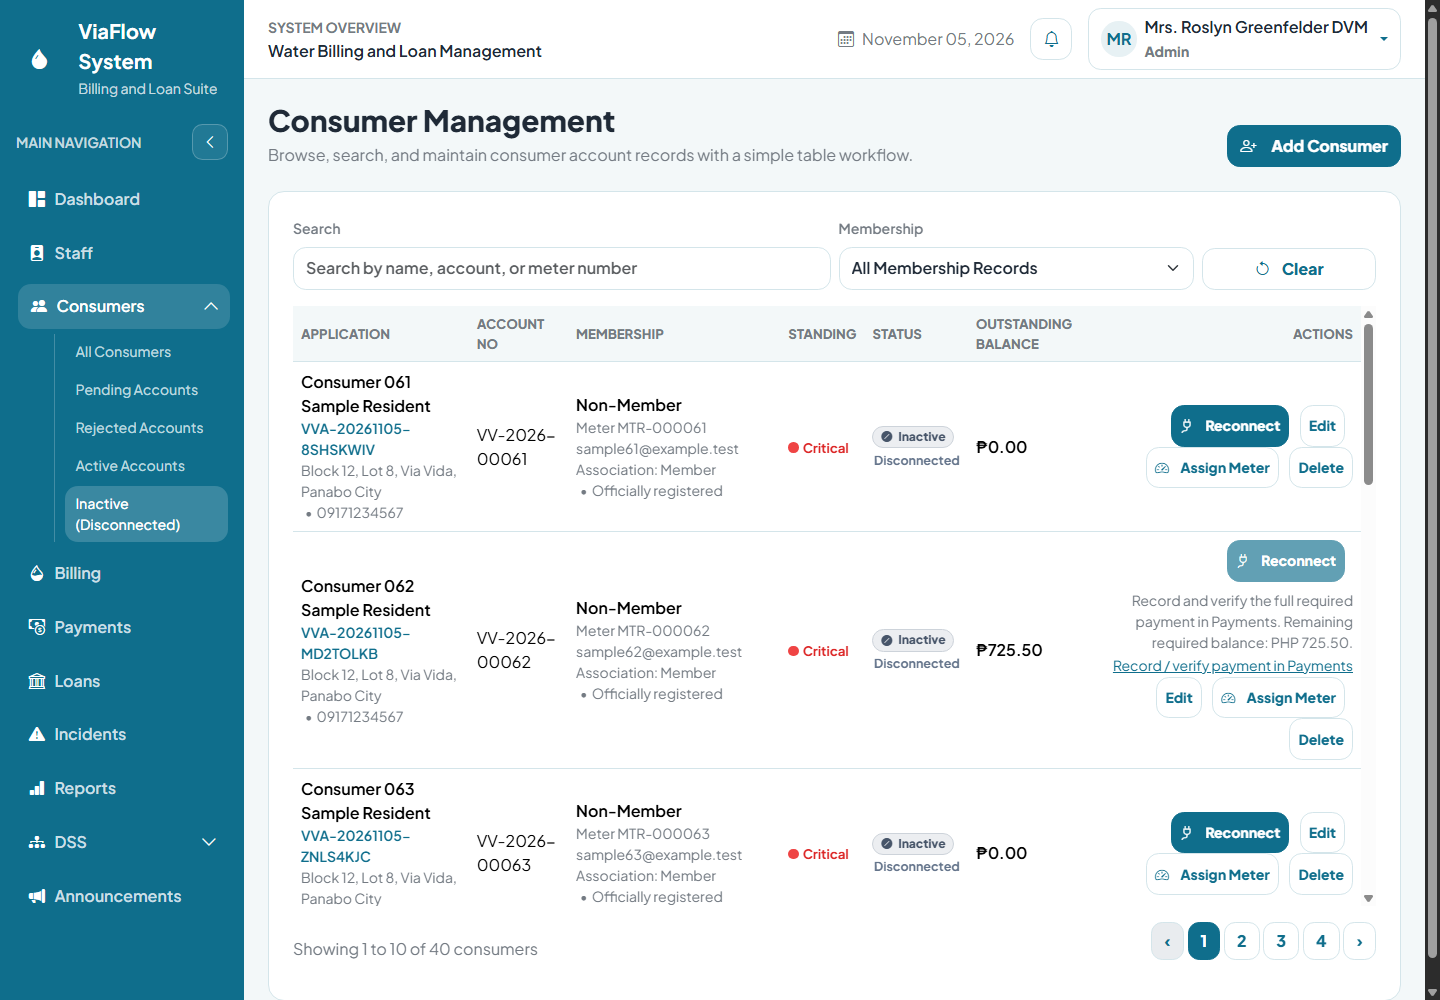 ViaFlow
System
Billing and Loan Suite
MAIN NAVIGATION
Dashboard
Staff
Consumers
All Consumers
Pending Accounts
Rejected Accounts
Active Accounts
Inactive
(Disconnected)
Billing
Payments
Loans
Incidents
Reports
DSS
Announcements
SYSTEM OVERVIEW
Water Billing and Loan Management
November 05, 2026
MR
Mrs. Roslyn Greenfelder DVM
Admin
Consumer Management
Browse, search, and maintain consumer account records with a simple table workflow.
Add Consumer
Search
Search by name, account, or meter number
Membership
All Membership Records
Clear
APPLICATION
ACCOUNT
NO
MEMBERSHIP
STANDING
STATUS
OUTSTANDING
BALANCE
ACTIONS
Consumer 061
Sample Resident
VVA-20261105-
8SHSKWIV
Block 12, Lot 8, Via Vida,
Panabo City
• 09171234567
VV-2026-
00061
Non-Member
Meter MTR-000061
sample61@example.test
Association: Member
• Officially registered
Critical
Inactive
Disconnected
₱0.00
Reconnect
Edit
Assign Meter
Delete
Consumer 062
Sample Resident
VVA-20261105-
MD2TOLKB
Block 12, Lot 8, Via Vida,
Panabo City
• 09171234567
VV-2026-
00062
Non-Member
Meter MTR-000062
sample62@example.test
Association: Member
• Officially registered
Critical
Inactive
Disconnected
₱725.50
Reconnect
Record and verify the full required
payment in Payments. Remaining
required balance: PHP 725.50.
Record / verify payment in Payments
Edit
Assign Meter
Delete
Consumer 063
Sample Resident
VVA-20261105-
ZNLS4KJC
Block 12, Lot 8, Via Vida,
Panabo City
VV-2026-
00063
Non-Member
Meter MTR-000063
sample63@example.test
Association: Member
• Officially registered
Critical
Inactive
Disconnected
₱0.00
Reconnect
Edit
Assign Meter
Delete
Showing 1 to 10 of 40 consumers
‹ 1 2 3 4 ›